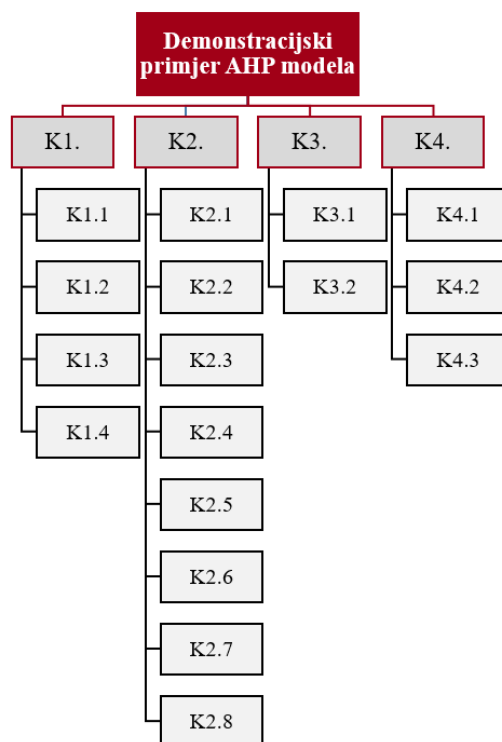 Demonstracijski
primjer AHP modela
K1.
K2.
K3.
K4.
K1.1
K1.2
K1.3
K1.4
K2.1
K2.2
K2.3
K2.4
K2.5
K2.6
K2.7
K2.8
K3.1
K3.2
K4.1
K4.2
K4.3